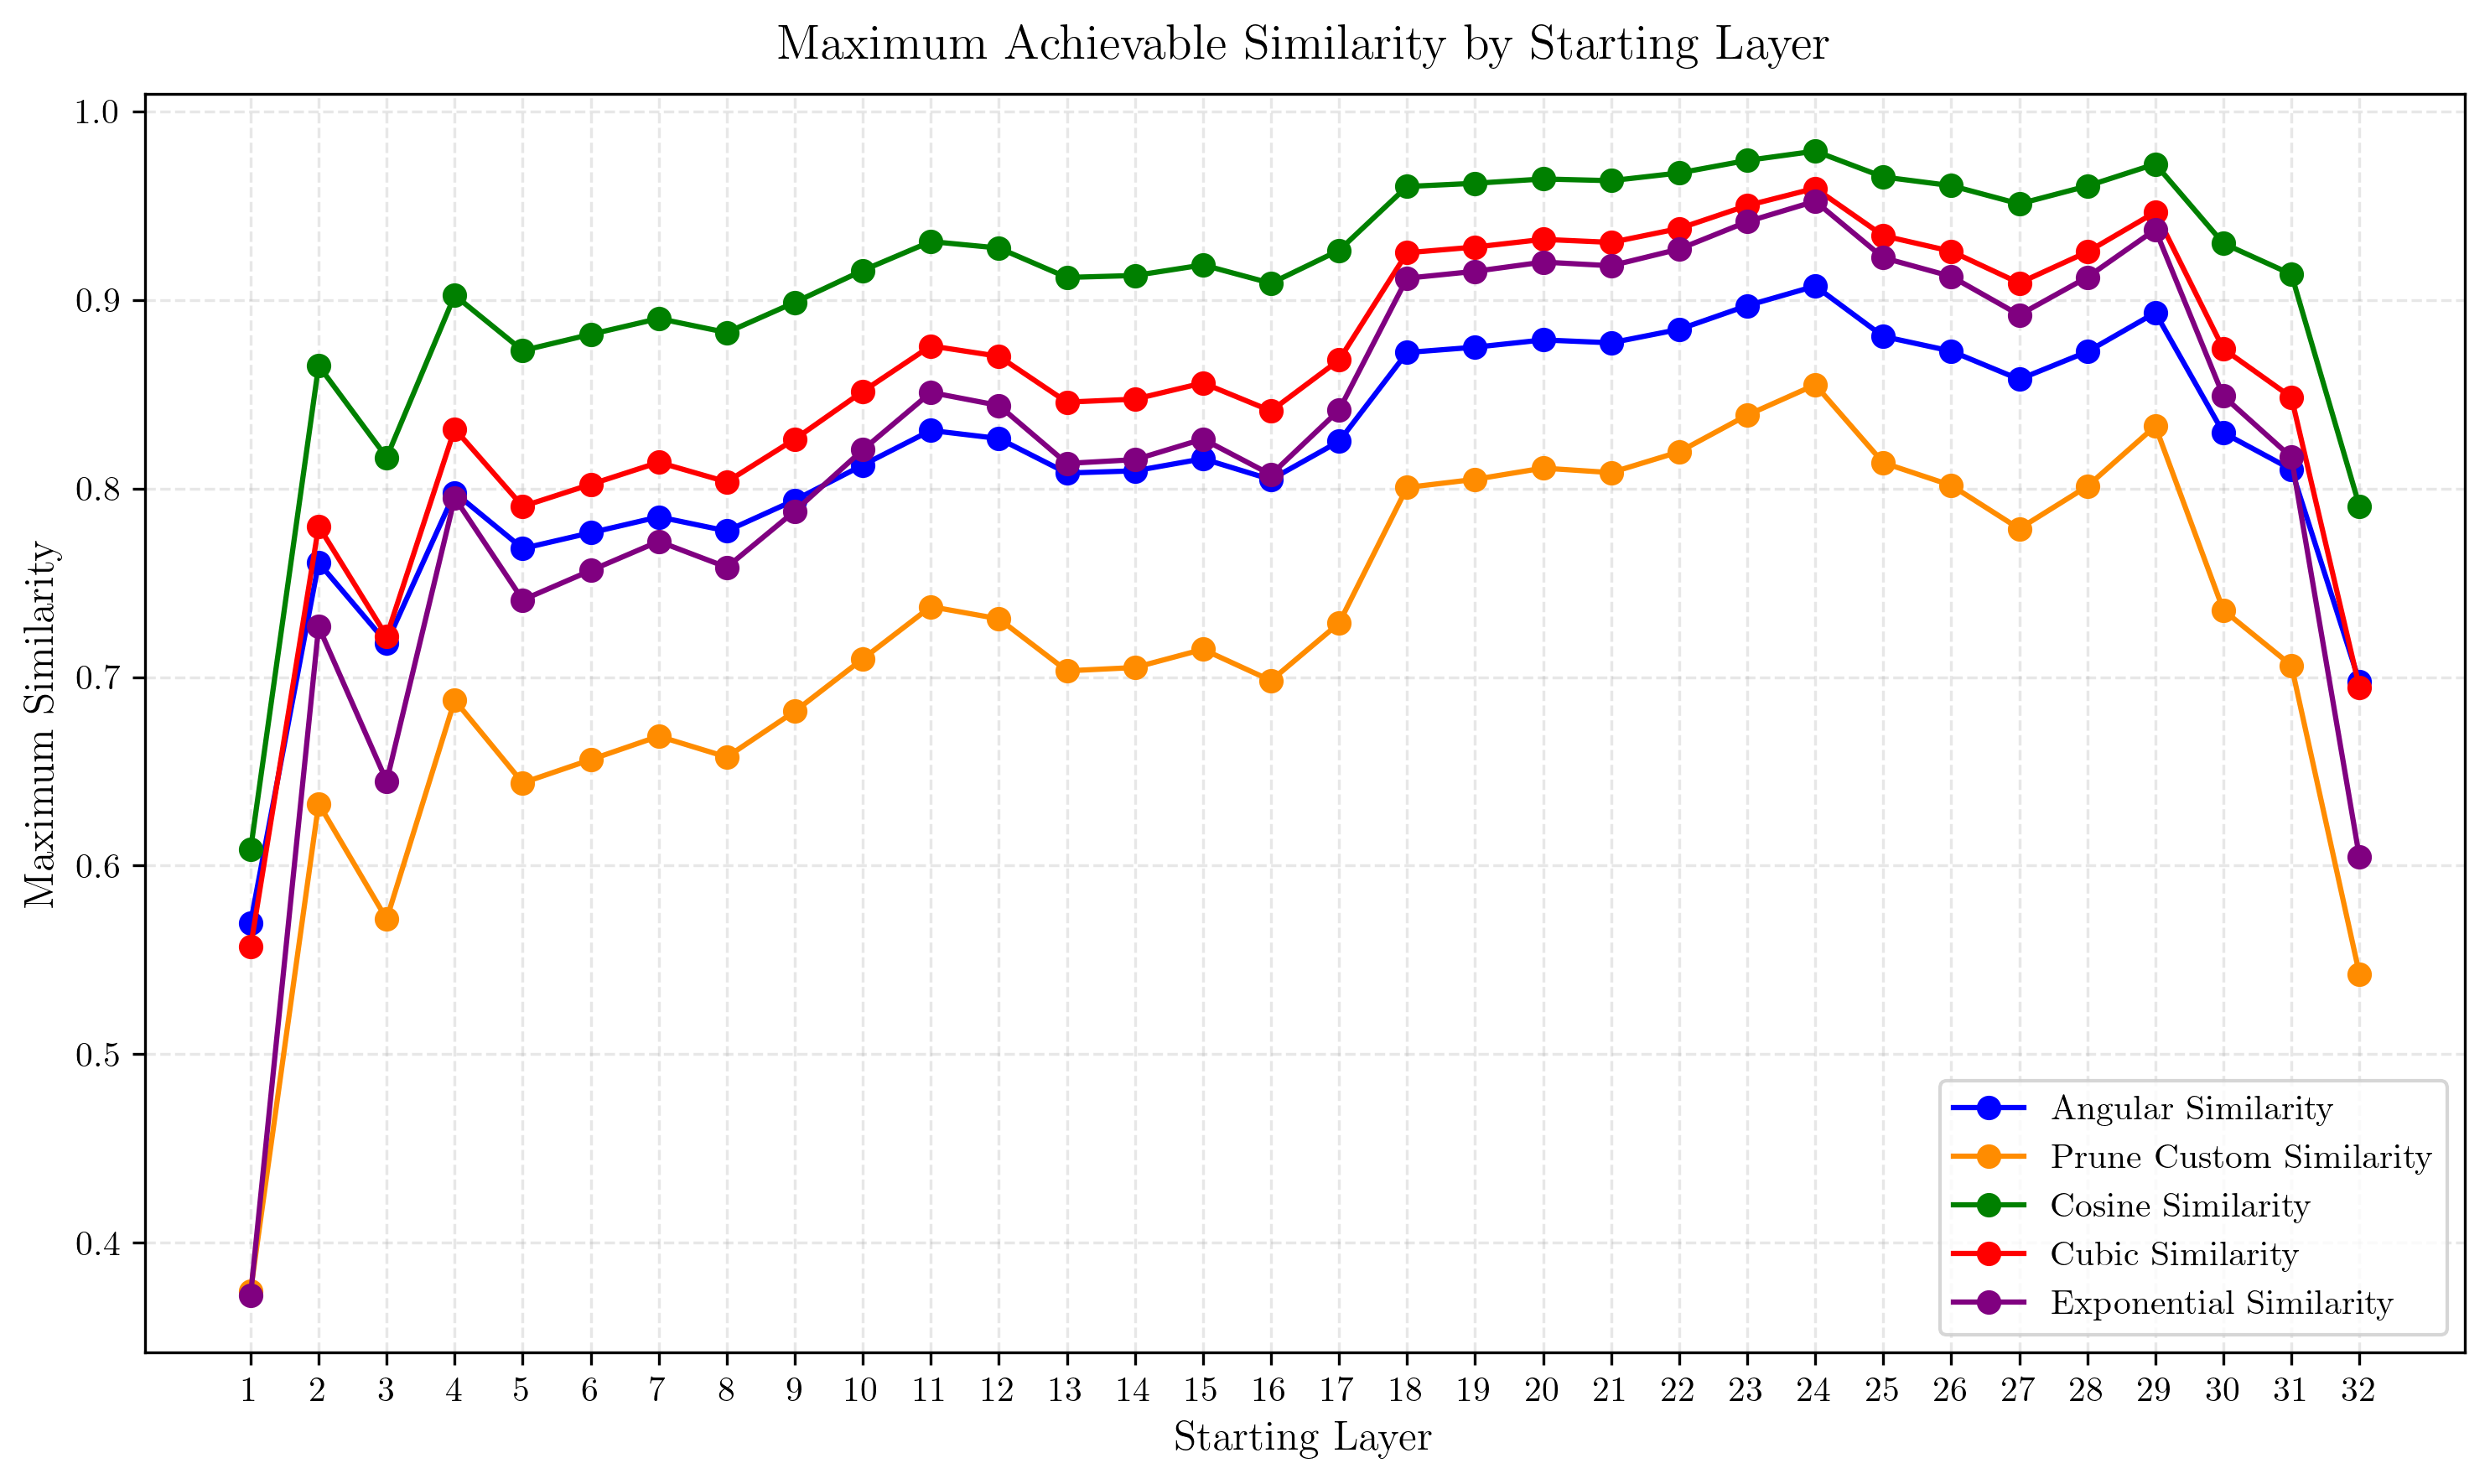 Maximum Achievable Similarity by Starting Layer
1.0
0.9
0.8
0.7
0.6
0.5
0.4
Maximum Similarity
Angular Similarity
Prune Custom Similarity
Cosine Similarity
Cubic Similarity
Exponential Similarity
1 2 3 4 5 6 7 8 9 10 11 12 13 14 15 16 17 18 19 20 21 22 23 24 25 26 27 28 29 30 31 32
Starting Layer